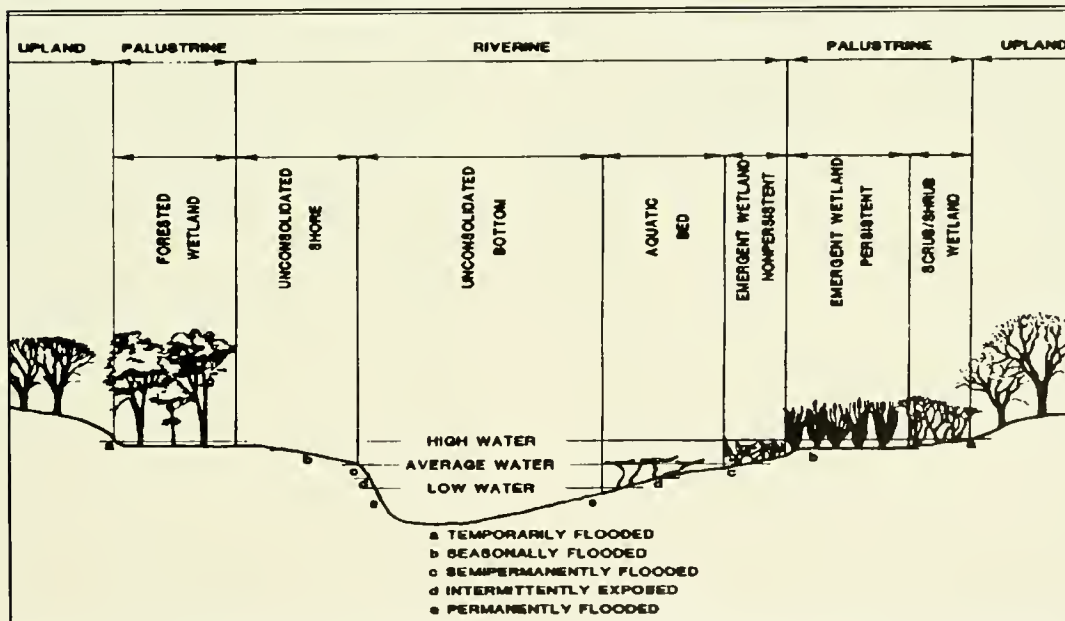 UPLAND PALUSTRINE RIVERINE PALUSTRINE UPLAND
FORESTED
WETLAND
UNCONSOLIDATED
SHORE
UNCONSOLIDATED
BOTTOM
AQUATIC
BED
EMERGENT WETLAND
NONPERSISTENT
EMERGENT WETLAND
PERSISTENT
SCRUB/SHRUB
WETLAND
HIGH WATER
AVERAGE WATER
LOW WATER
a
b
c
d
e
e
d
c
b
a
a TEMPORARILY FLOODED
b SEASONALLY FLOODED
c SEMIPERMANENTLY FLOODED
d INTERMITTENTLY EXPOSED
e PERMANENTLY FLOODED